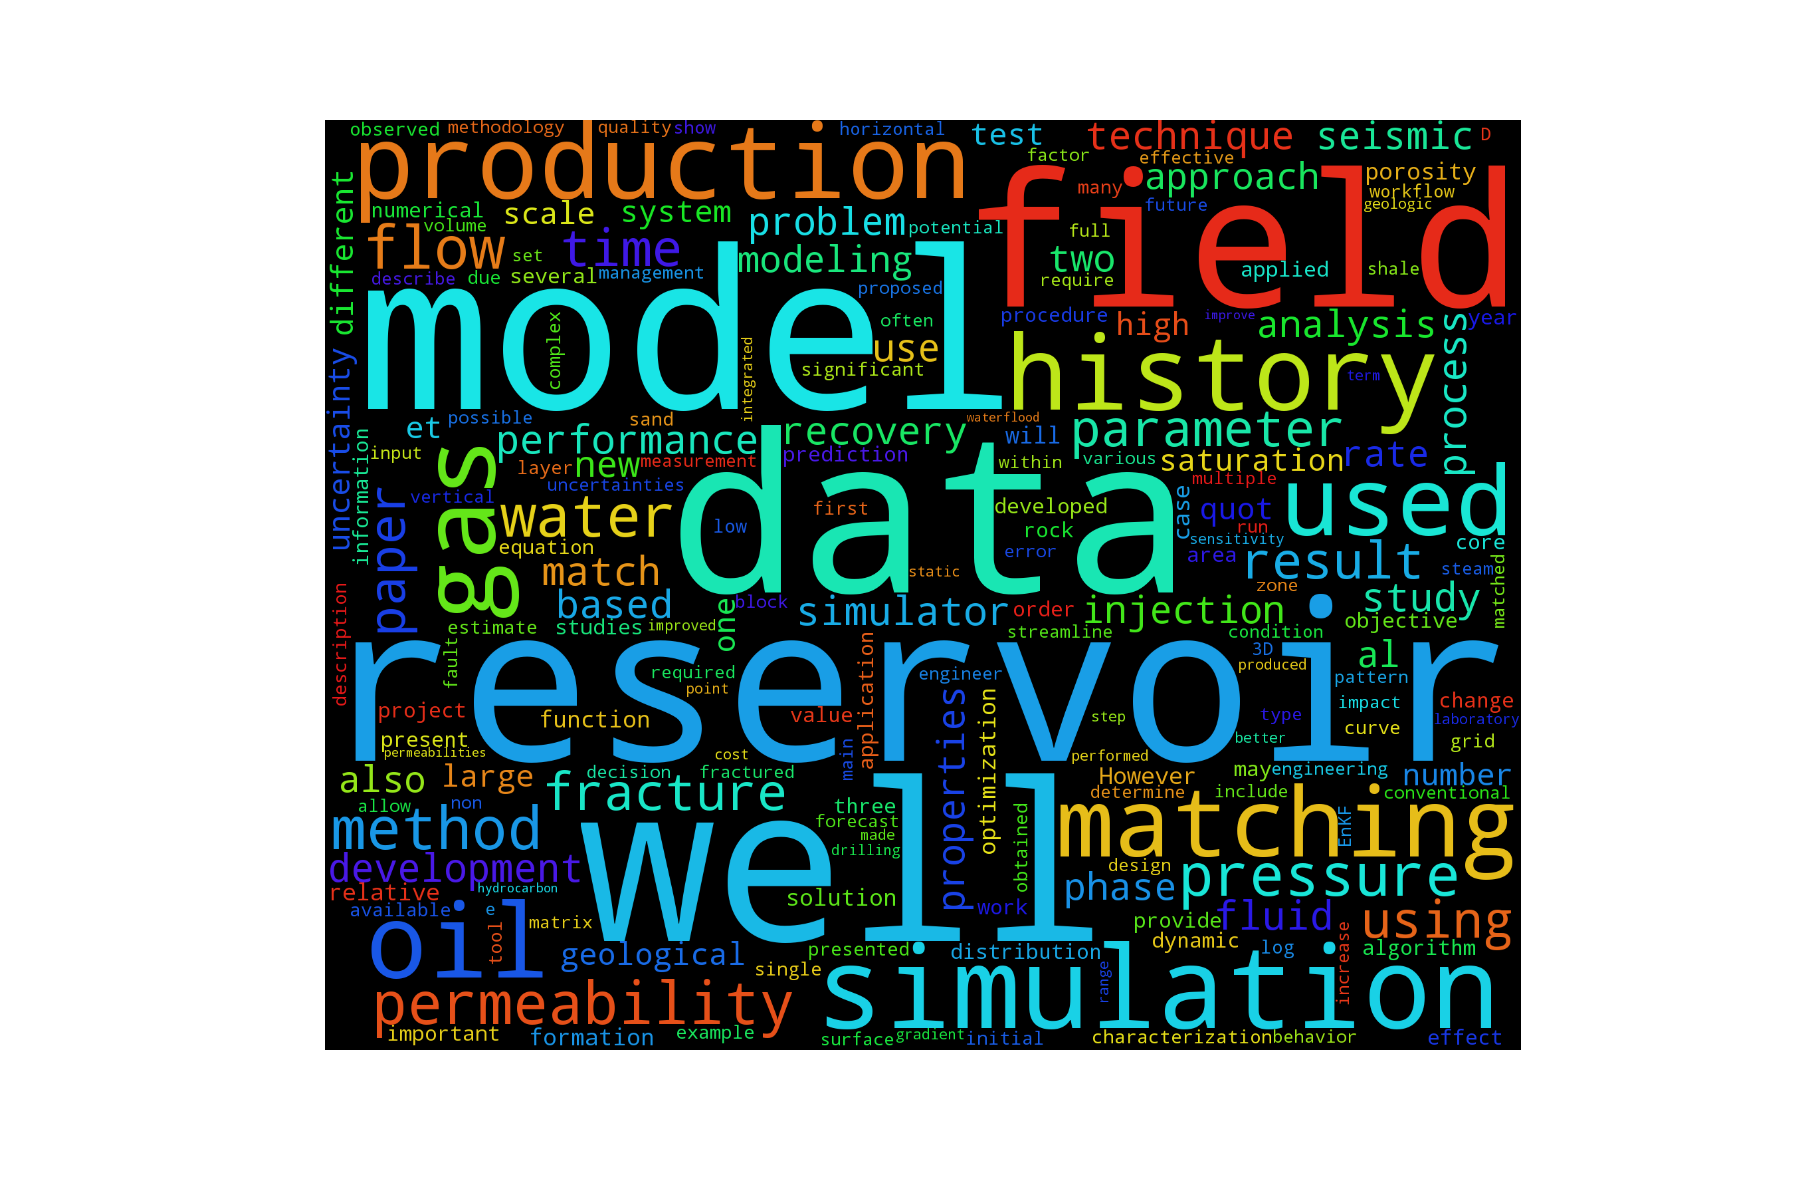 observed methodology quality show horizontal test technique seismic D
production factor effective approach porosity
many workflow
different numerical scale system problem potential future geologic field
volume full
flow set time modeling two applied shale
describe due several management proposed require
model complex often procedure high improve analysis process year
integrated use history
significant term
uncertainty possible sand waterflood
et performance recovery will parameter
input layer new measurement prediction within various saturation rate
information paper vertical gas uncertainties data multiple
water low first developed case quot used
equation rock run
error sensitivity core
match static area result steam matched
description based one block simulator order injection zone study
estimate studies improved streamline condition objective
reservoir fault required engineer 3D produced al
point application pattern
project function value properties optimization step type impact change
present curve laboratory
permeabilities cost main performed better grid
also large decision fractured However may engineering number
fracture well determine include conventional
allow non three matching
method forecast obtained EnKF
made
development drilling design
relative hydrocarbon solution phase pressure
available e work
oil tool matrix provide fluid using
geological presented distribution dynamic log increase algorithm
single range
permeability simulation
important formation example surface gradient initial characterization behavior effect